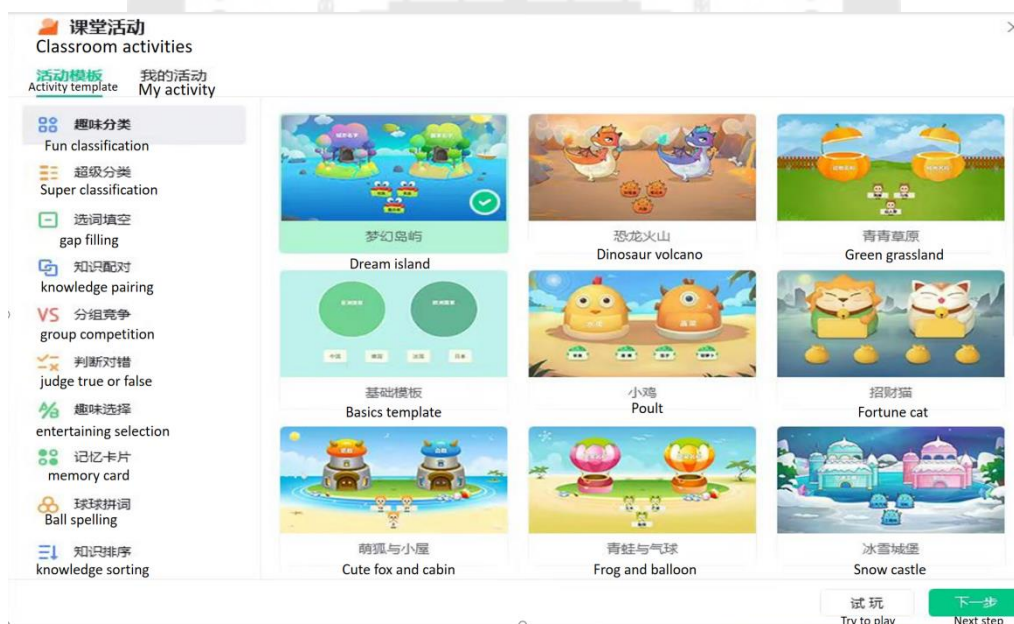 课堂活动
Classroom activities
活动模板 我的活动
Activity template My activity
趣味分类
Fun classification
超级分类
Super classification
选词填空
gap filling
知识配对
knowledge pairing
VS 分组竞争
group competition
判断对错
judge true or false
A/B 趣味选择
entertaining selection
记忆卡片
memory card
球球拼词
Ball spelling
知识排序
knowledge sorting
梦幻岛屿
Dream island
恐龙火山
Dinosaur volcano
青青草原
Green grassland
基础模板
Basics template
小鸡
Poult
招财猫
Fortune cat
萌狐与小屋
Cute fox and cabin
青蛙与气球
Frog and balloon
冰雪城堡
Snow castle
试玩
Try to play
下一步
Next step